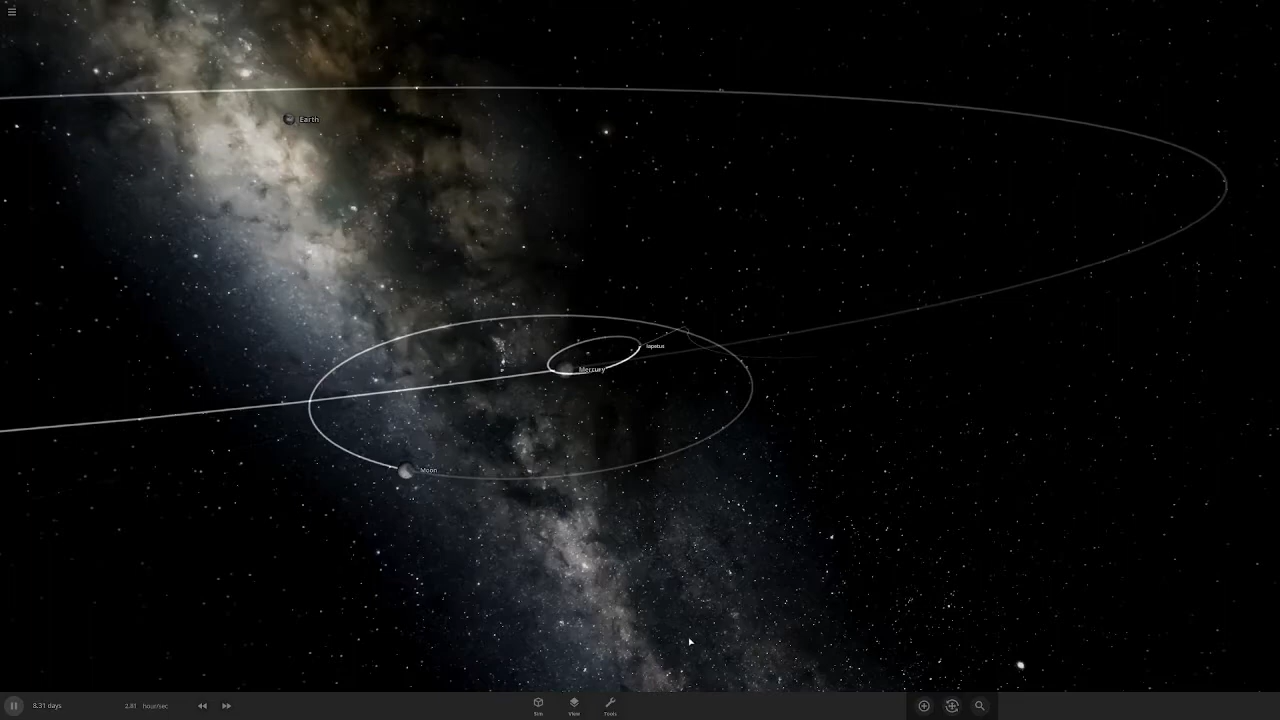 Earth
Iapetus
Mercury
Moon
8.31 days
2.81 hour/sec
Sim
View
Tools